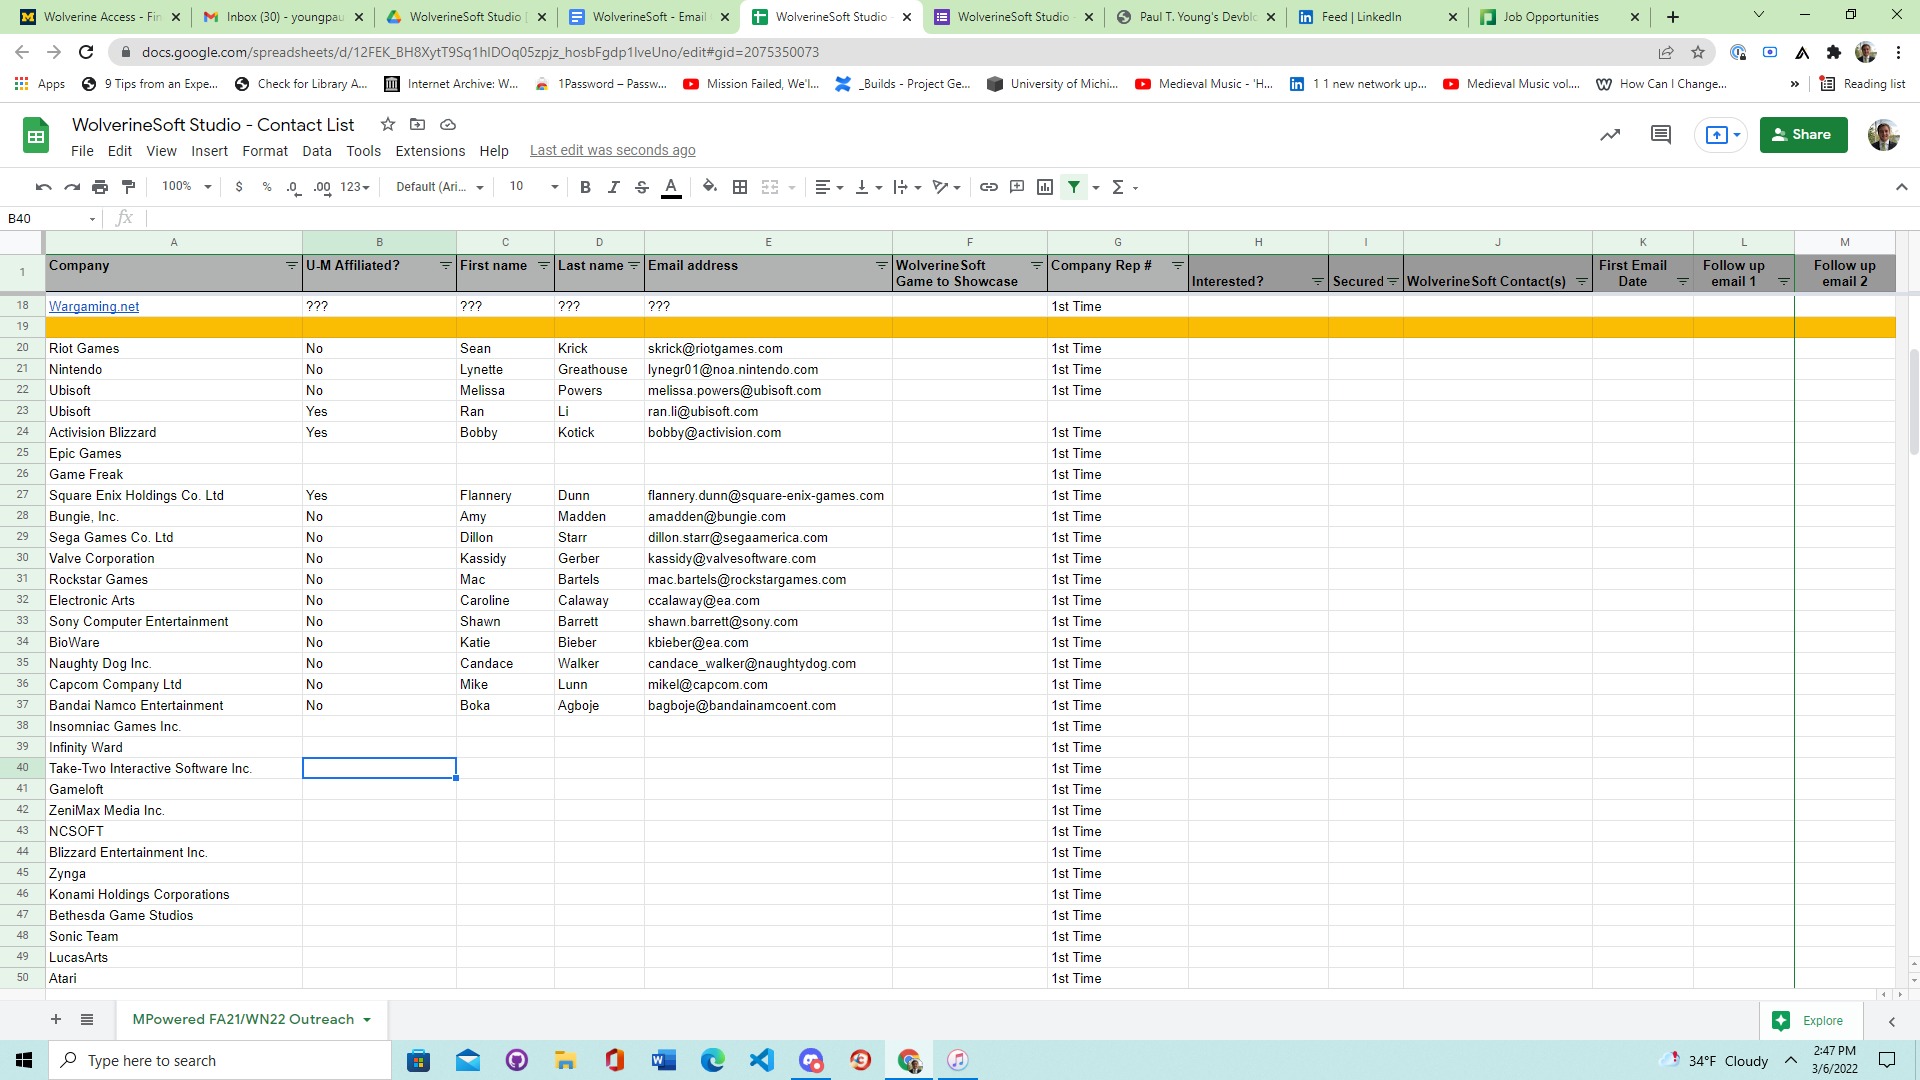 Wolverine Access - Fin
Inbox (30) - youngpau
WolverineSoft Studio
WolverineSoft - Email
WolverineSoft Studio
WolverineSoft Studio -
Paul T. Young's Devblo
Feed | LinkedIn
Job Opportunities
docs.google.com/spreadsheets/d/12FEK_BH8XytT9Sq1hIDOq05zpjz_hosbFgdp1lveUno/edit#gid=2075350073
Apps
9 Tips from an Expe...
Check for Library A...
Internet Archive: W...
1Password – Passw...
Mission Failed, We'l...
_Builds - Project Ge...
University of Michi...
Medieval Music - 'H...
1 1 new network up...
Medieval Music vol....
How Can I Change...
»
Reading list
WolverineSoft Studio - Contact List
File Edit View Insert Format Data Tools Extensions Help Last edit was seconds ago
Share
100% $ % .0 .00 123 Default (Ari... 10 B I S A
B40 fx
A B C D E F G H I J K L M
1 Company U-M Affiliated? First name Last name Email address WolverineSoft Game to Showcase Company Rep # Interested? Secured WolverineSoft Contact(s) First Email Date Follow up email 1 Follow up email 2
18 Wargaming.net ??? ??? ??? ??? 1st Time
19
20 Riot Games No Sean Krick skrick@riotgames.com 1st Time
21 Nintendo No Lynette Greathouse lynegr01@noa.nintendo.com 1st Time
22 Ubisoft No Melissa Powers melissa.powers@ubisoft.com 1st Time
23 Ubisoft Yes Ran Li ran.li@ubisoft.com
24 Activision Blizzard Yes Bobby Kotick bobby@activision.com 1st Time
25 Epic Games 1st Time
26 Game Freak 1st Time
27 Square Enix Holdings Co. Ltd Yes Flannery Dunn flannery.dunn@square-enix-games.com 1st Time
28 Bungie, Inc. No Amy Madden amadden@bungie.com 1st Time
29 Sega Games Co. Ltd No Dillon Starr dillon.starr@segaamerica.com 1st Time
30 Valve Corporation No Kassidy Gerber kassidy@valvesoftware.com 1st Time
31 Rockstar Games No Mac Bartels mac.bartels@rockstargames.com 1st Time
32 Electronic Arts No Caroline Calaway ccalaway@ea.com 1st Time
33 Sony Computer Entertainment No Shawn Barrett shawn.barrett@sony.com 1st Time
34 BioWare No Katie Bieber kbieber@ea.com 1st Time
35 Naughty Dog Inc. No Candace Walker candace_walker@naughtydog.com 1st Time
36 Capcom Company Ltd No Mike Lunn mikel@capcom.com 1st Time
37 Bandai Namco Entertainment No Boka Agboje bagboje@bandainamcoent.com 1st Time
38 Insomniac Games Inc. 1st Time
39 Infinity Ward 1st Time
40 Take-Two Interactive Software Inc. 1st Time
41 Gameloft 1st Time
42 ZeniMax Media Inc. 1st Time
43 NCSOFT 1st Time
44 Blizzard Entertainment Inc. 1st Time
45 Zynga 1st Time
46 Konami Holdings Corporations 1st Time
47 Bethesda Game Studios 1st Time
48 Sonic Team 1st Time
49 LucasArts 1st Time
50 Atari 1st Time
MPowered FA21/WN22 Outreach
Explore
Type here to search
34°F Cloudy
2:47 PM
3/6/2022